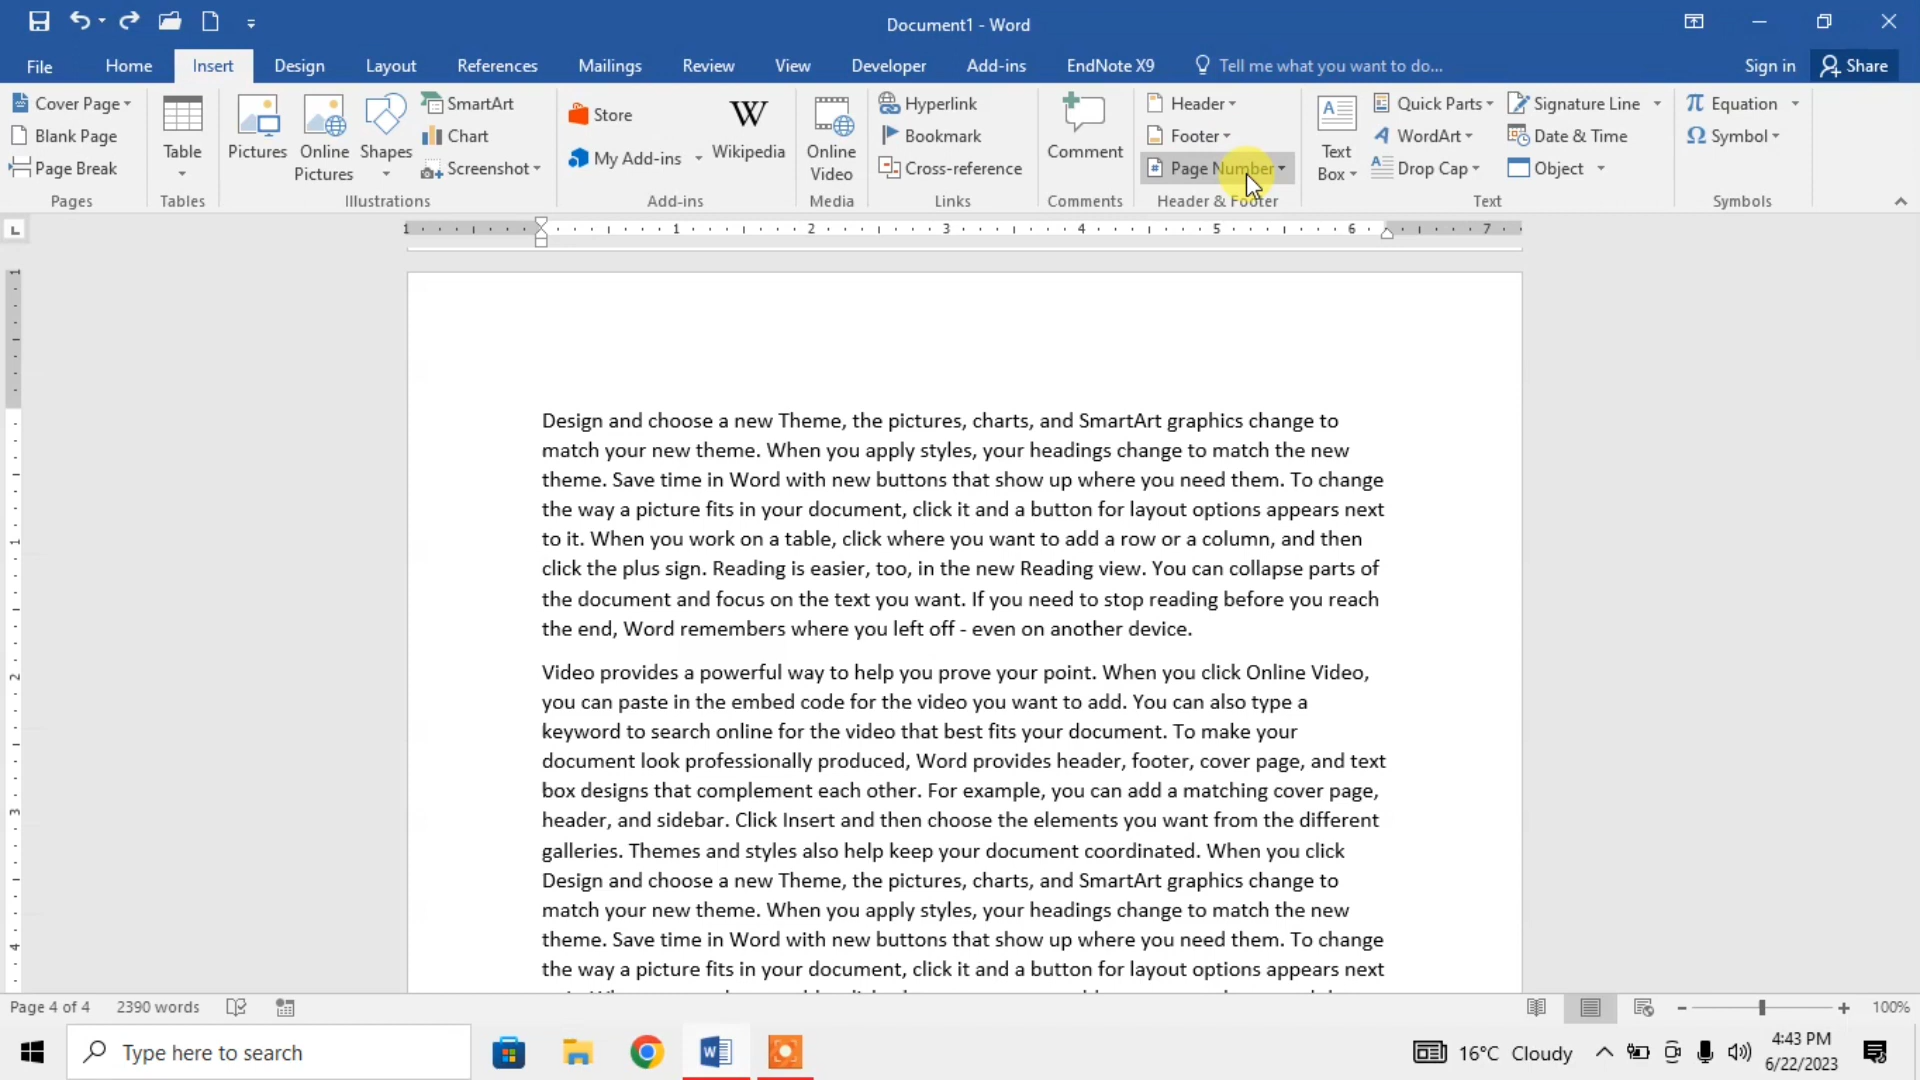 Document1 - Word
File Home Insert Design Layout References Mailings Review View Developer Add-ins EndNote X9 Tell me what you want to do... Sign in Share
Cover Page
Blank Page
Page Break
Pages
Table
Tables
Pictures
Online Pictures
Shapes
SmartArt
Chart
Screenshot
Illustrations
Store
My Add-ins
Wikipedia
Add-ins
Online Video
Media
Hyperlink
Bookmark
Cross-reference
Links
Comment
Comments
Header
Footer
Page Number
Header & Footer
Text Box
Quick Parts
WordArt
Drop Cap
Signature Line
Date & Time
Object
Text
Equation
Symbol
Symbols
1 1 2 3 4 5 6 7
1
1
2
3
4
Design and choose a new Theme, the pictures, charts, and SmartArt graphics change to
match your new theme. When you apply styles, your headings change to match the new
theme. Save time in Word with new buttons that show up where you need them. To change
the way a picture fits in your document, click it and a button for layout options appears next
to it. When you work on a table, click where you want to add a row or a column, and then
click the plus sign. Reading is easier, too, in the new Reading view. You can collapse parts of
the document and focus on the text you want. If you need to stop reading before you reach
the end, Word remembers where you left off - even on another device.
Video provides a powerful way to help you prove your point. When you click Online Video,
you can paste in the embed code for the video you want to add. You can also type a
keyword to search online for the video that best fits your document. To make your
document look professionally produced, Word provides header, footer, cover page, and text
box designs that complement each other. For example, you can add a matching cover page,
header, and sidebar. Click Insert and then choose the elements you want from the different
galleries. Themes and styles also help keep your document coordinated. When you click
Design and choose a new Theme, the pictures, charts, and SmartArt graphics change to
match your new theme. When you apply styles, your headings change to match the new
theme. Save time in Word with new buttons that show up where you need them. To change
the way a picture fits in your document, click it and a button for layout options appears next
Page 4 of 4 2390 words 100%
Type here to search
16°C Cloudy
4:43 PM
6/22/2023